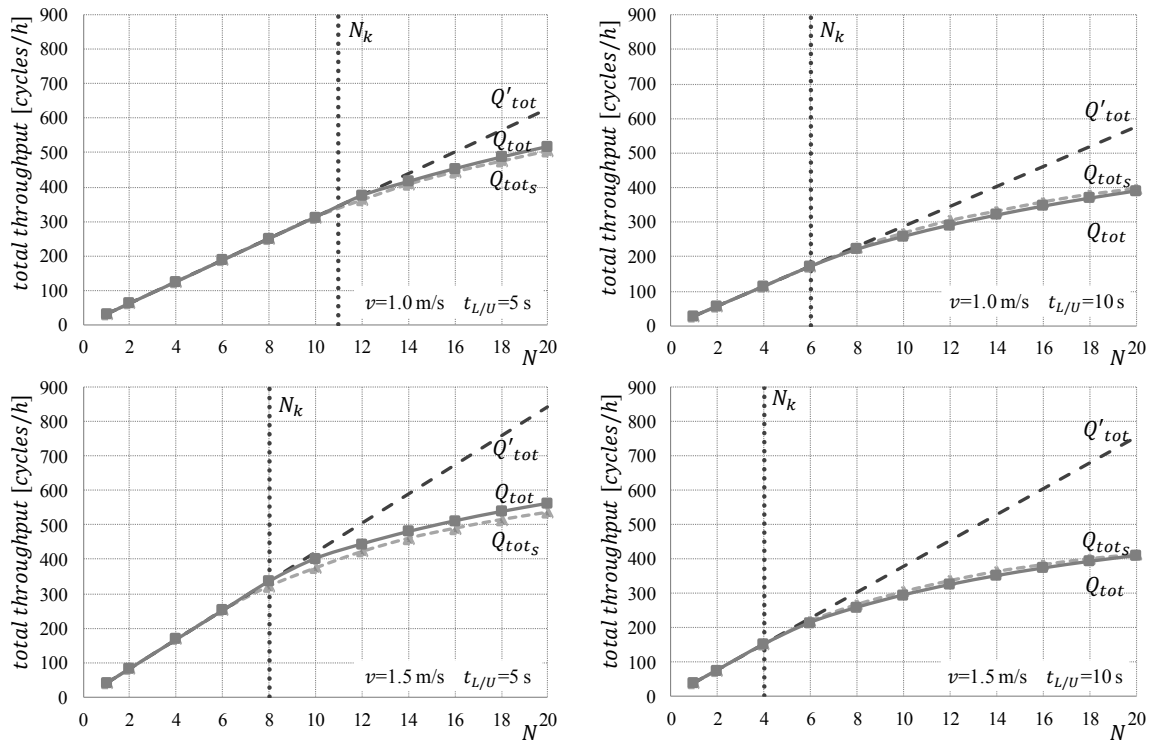 total throughput [cycles/h]
900
800
700
600
500
400
300
200
100
0
N_k
Q'_tot
Q_tot
Q_tot_s
v=1.0 m/s t_L/U=5 s
0 2 4 6 8 10 12 14 16 18 20
N
total throughput [cycles/h]
900
800
700
600
500
400
300
200
100
0
N_k
Q'_tot
Q_tot_s
Q_tot
v=1.0 m/s t_L/U=10 s
0 2 4 6 8 10 12 14 16 18 20
N
total throughput [cycles/h]
900
800
700
600
500
400
300
200
100
0
N_k
Q'_tot
Q_tot
Q_tot_s
v=1.5 m/s t_L/U=5 s
0 2 4 6 8 10 12 14 16 18 20
N
total throughput [cycles/h]
900
800
700
600
500
400
300
200
100
0
N_k
Q'_tot
Q_tot_s
Q_tot
v=1.5 m/s t_L/U=10 s
0 2 4 6 8 10 12 14 16 18 20
N